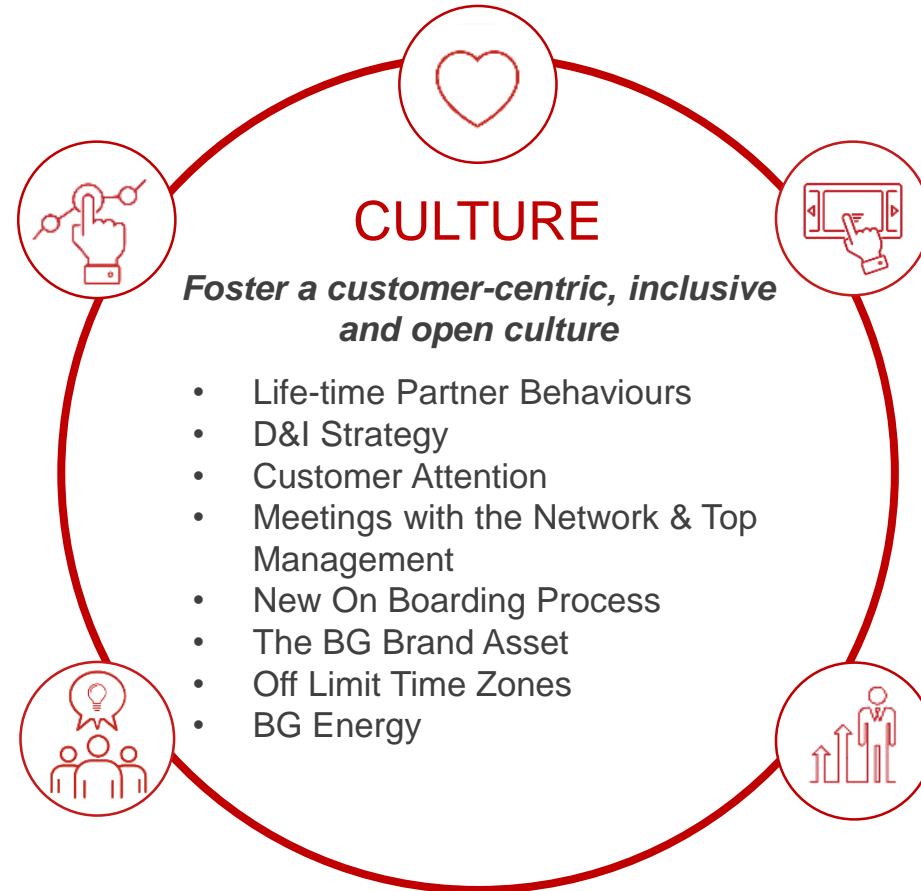 CULTURE
Foster a customer-centric, inclusive
and open culture
• Life-time Partner Behaviours
• D&I Strategy
• Customer Attention
• Meetings with the Network & Top
Management
• New On Boarding Process
• The BG Brand Asset
• Off Limit Time Zones
• BG Energy